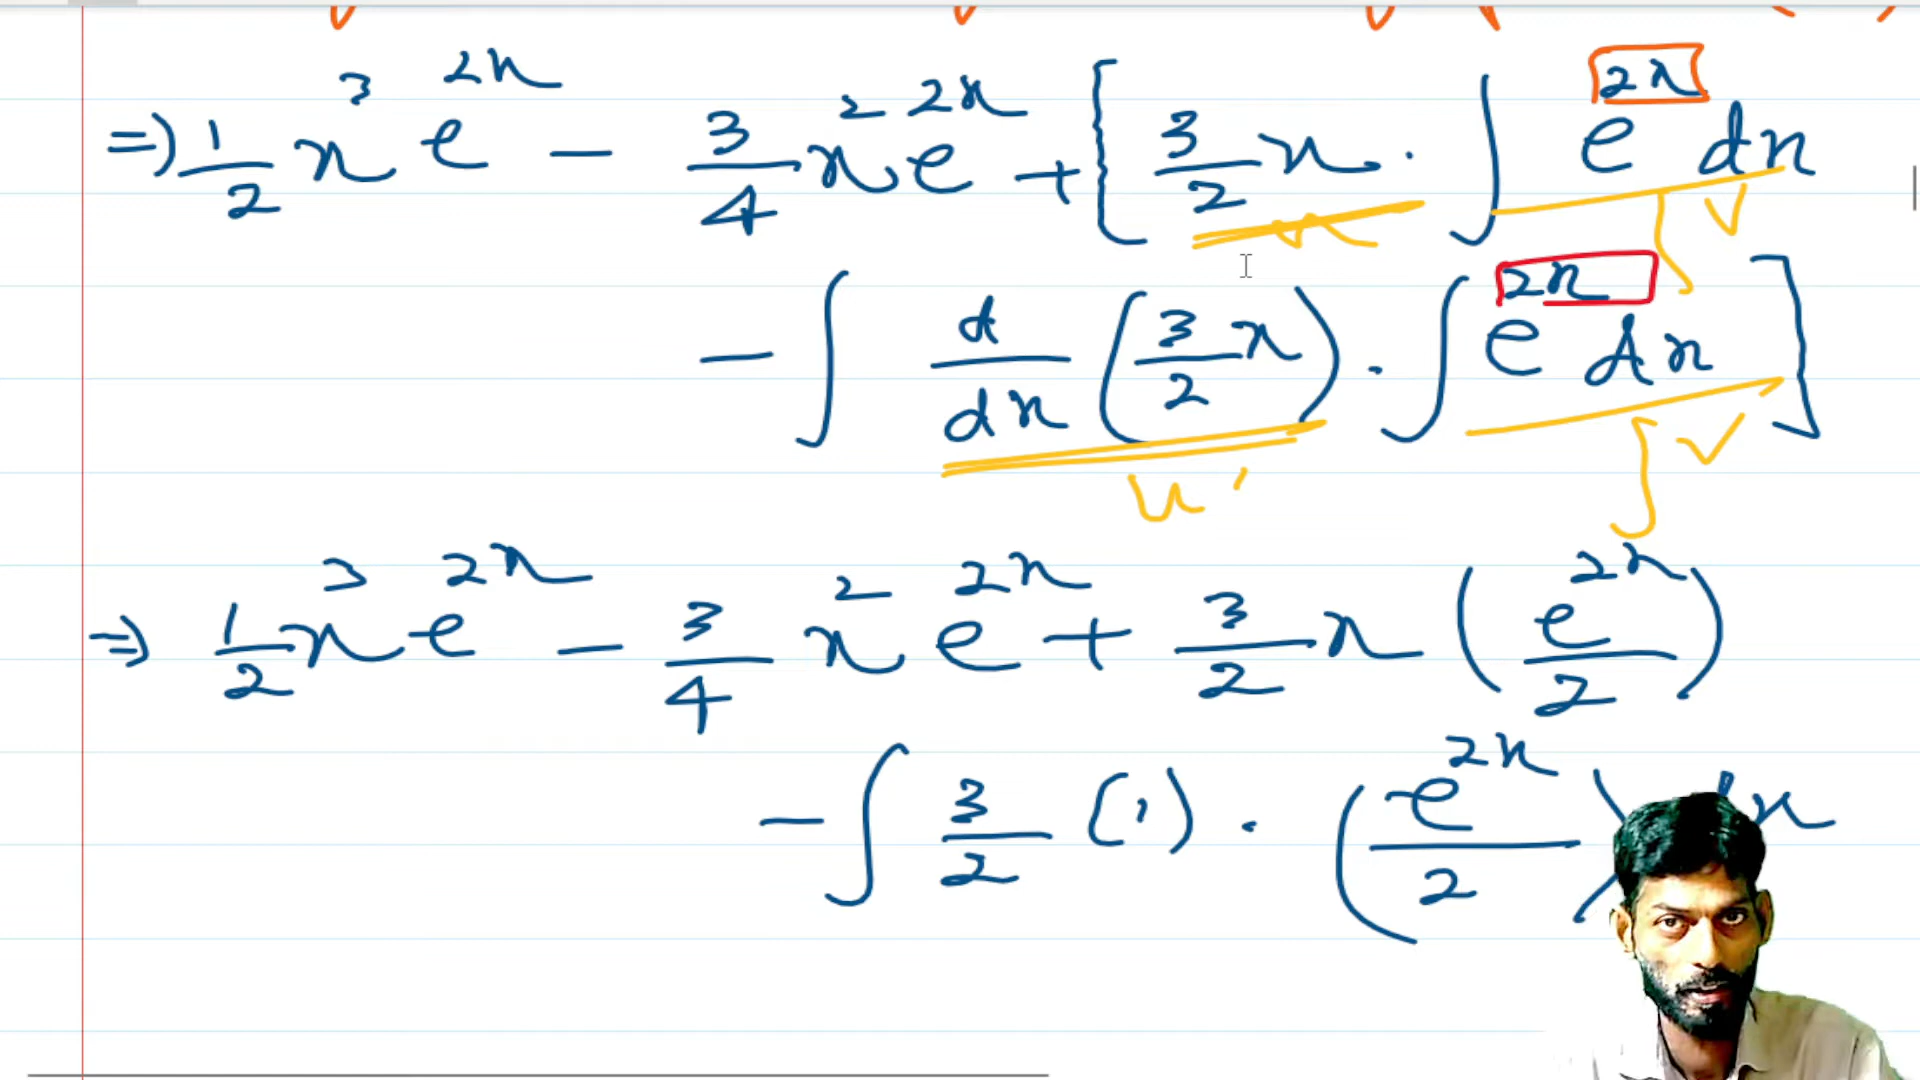 ⇒ 1/2 x³ e^{2x} − 3/4 x² e^{2x} + [ 3/2 x · ∫ e^{2x} dx
u ∫ v
− ∫ d/dx ( 3/2 x ) · ∫ e^{2x} dx ]
u' ∫ v
⇒ 1/2 x³ e^{2x} − 3/4 x² e^{2x} + 3/2 x ( e^{2x}/2 )
− ∫ 3/2 (1) · ( e^{2x}/2 ) dx